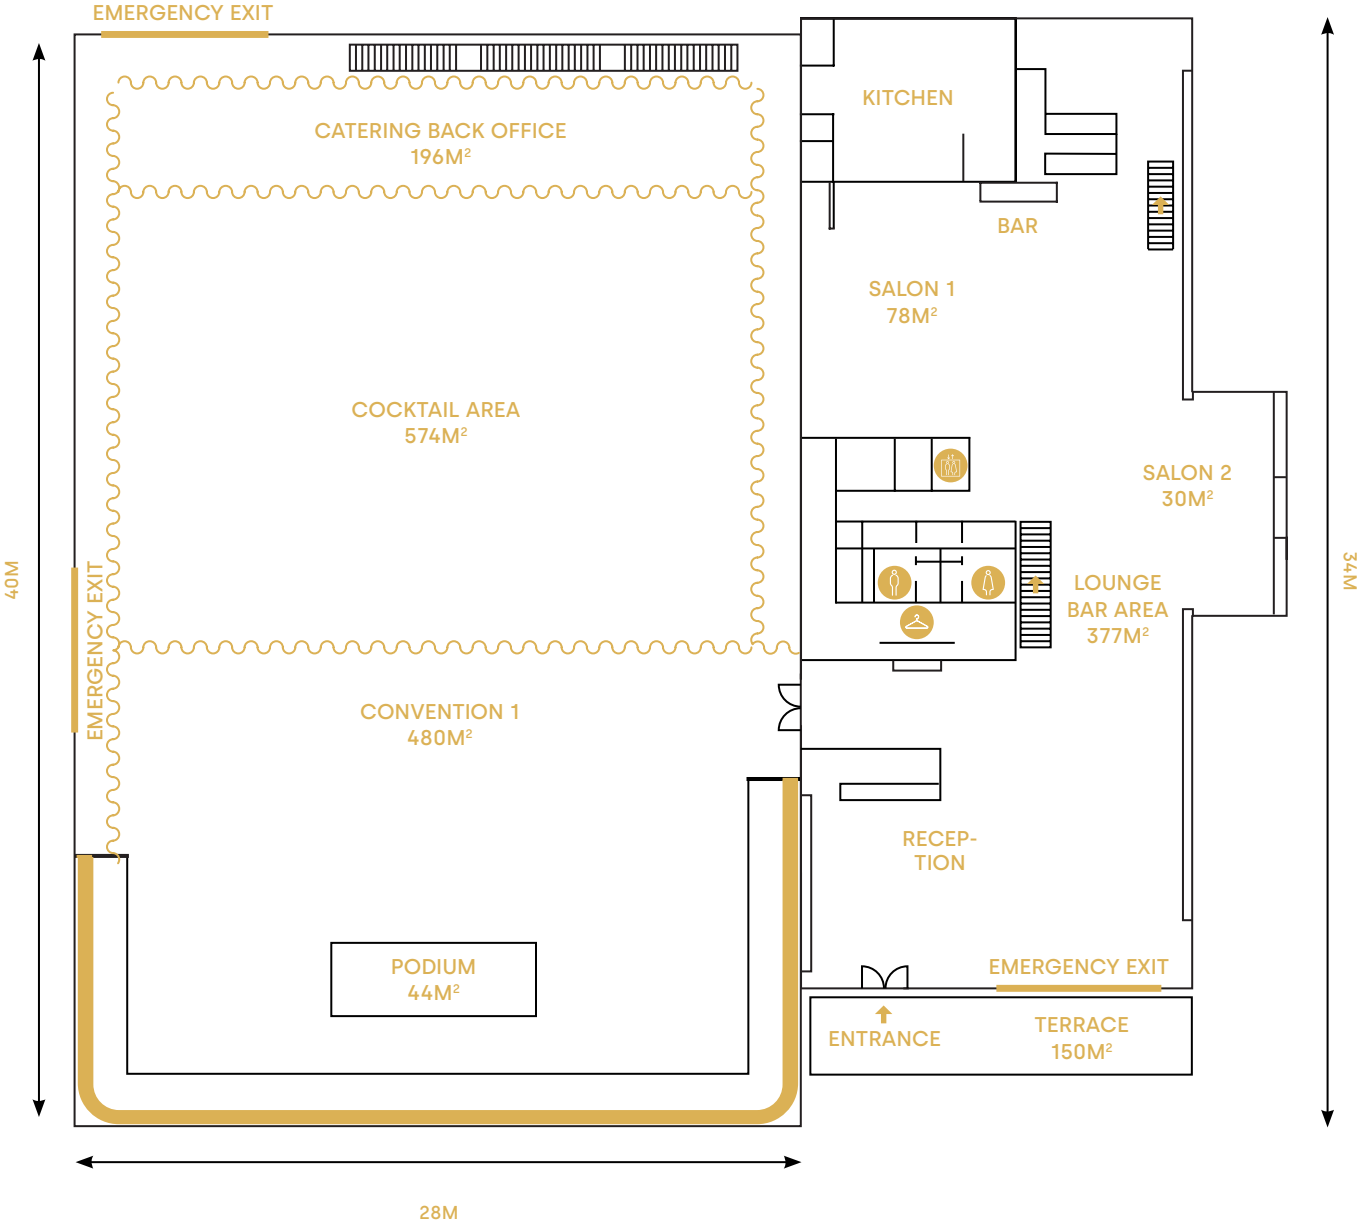 EMERGENCY EXIT
KITCHEN
CATERING BACK OFFICE
196M²
BAR
SALON 1
78M²
COCKTAIL AREA
574M²
SALON 2
30M²
40M
EMERGENCY EXIT
LOUNGE
BAR AREA
377M²
34M
CONVENTION 1
480M²
RECEP-
TION
PODIUM
44M²
EMERGENCY EXIT
ENTRANCE
TERRACE
150M²
28M